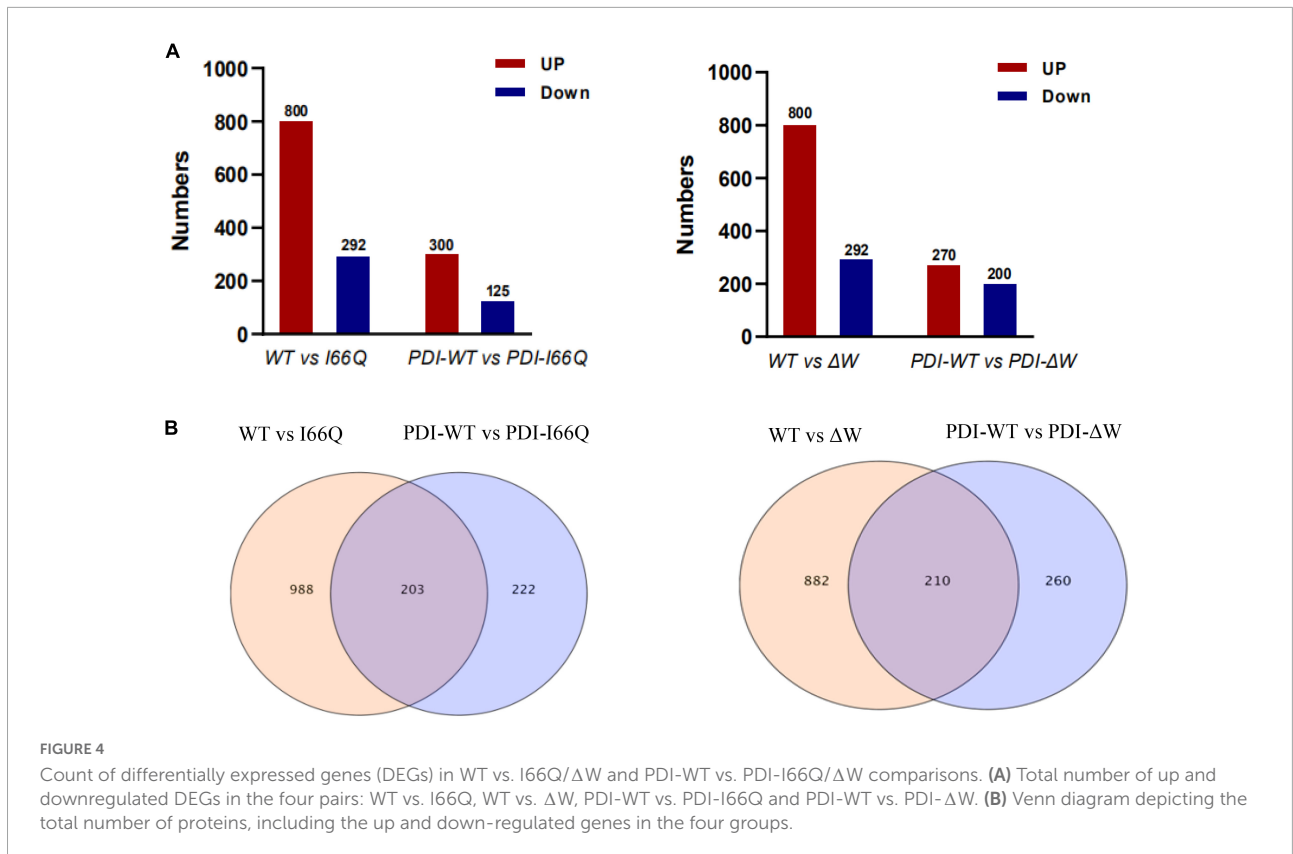 A
1000
800
600
400
200
0
Numbers
UP
Down
800
292
300
125
WT vs I66Q
PDI-WT vs PDI-I66Q
1000
800
600
400
200
0
Numbers
UP
Down
800
292
270
200
WT vs ΔW
PDI-WT vs PDI-ΔW
B
WT vs I66Q
PDI-WT vs PDI-I66Q
988
203
222
WT vs ΔW
PDI-WT vs PDI-ΔW
882
210
260
FIGURE 4
Count of differentially expressed genes (DEGs) in WT vs. I66Q/ΔW and PDI-WT vs. PDI-I66Q/ΔW comparisons. (A) Total number of up and
downregulated DEGs in the four pairs: WT vs. I66Q, WT vs. ΔW, PDI-WT vs. PDI-I66Q and PDI-WT vs. PDI-ΔW. (B) Venn diagram depicting the
total number of proteins, including the up and down-regulated genes in the four groups.